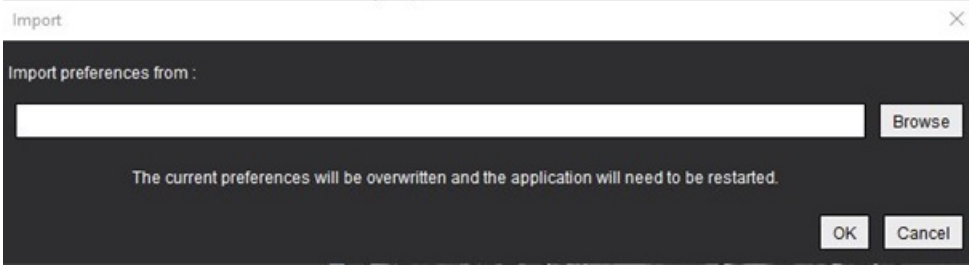 Import
Import preferences from :
Browse
The current preferences will be overwritten and the application will need to be restarted.
OK Cancel